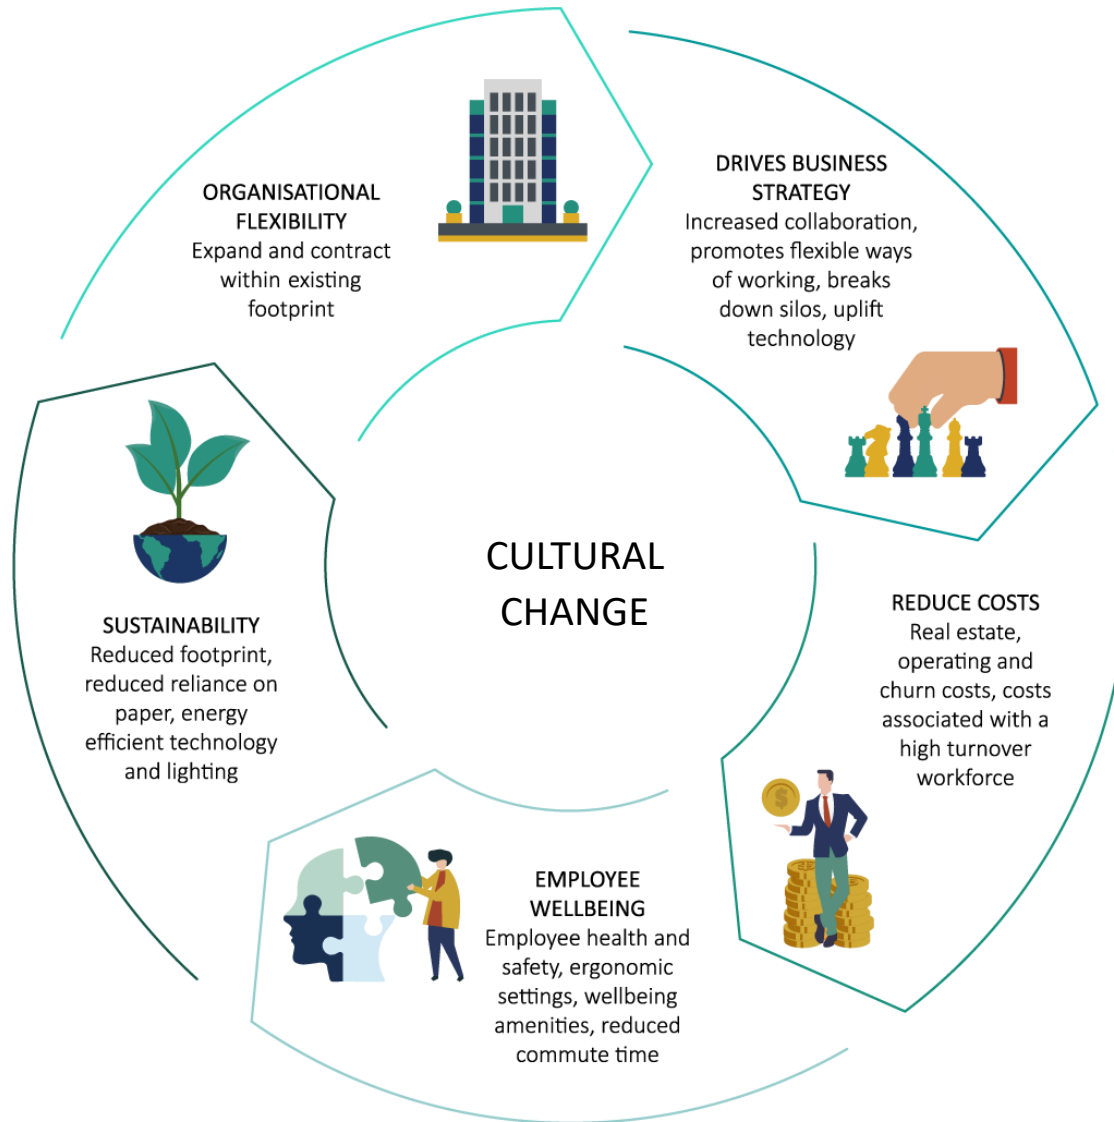 ORGANISATIONAL
FLEXIBILITY
Expand and contract
within existing
footprint
DRIVES BUSINESS
STRATEGY
Increased collaboration,
promotes flexible ways
of working, breaks
down silos, uplift
technology
REDUCE COSTS
Real estate,
operating and
churn costs, costs
associated with a
high turnover
workforce
EMPLOYEE
WELLBEING
Employee health and
safety, ergonomic
settings, wellbeing
amenities, reduced
commute time
SUSTAINABILITY
Reduced footprint,
reduced reliance on
paper, energy
efficient technology
and lighting
CULTURAL
CHANGE
$